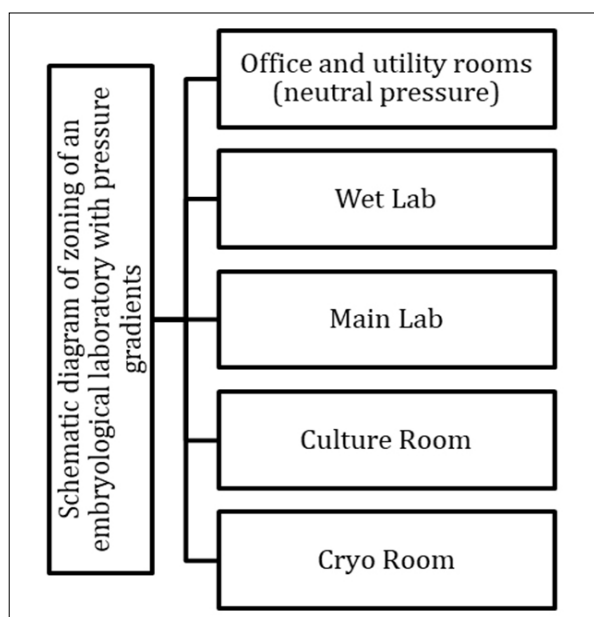 Schematic diagram of zoning of an
embryological laboratory with pressure
gradients
Office and utility rooms
(neutral pressure)
Wet Lab
Main Lab
Culture Room
Cryo Room